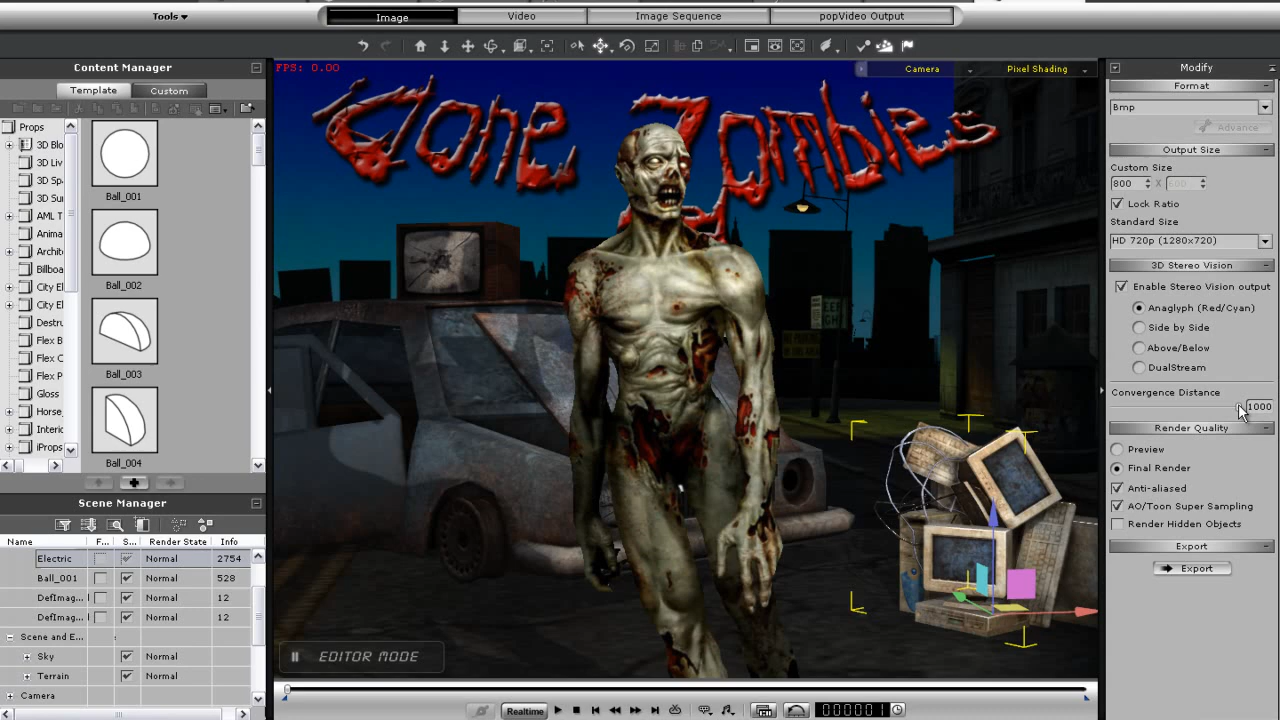 Tools
Image
Video
Image Sequence
popVideo Output
Content Manager
Template
Custom
Props
3D Blo
3D Liv
3D Sp
3D Su
AML T
Anima
Archit
Billboa
City El
City El
Destru
Flex B
Flex C
Flex P
Gloss
Horse,
Interic
iProps
Ball_001
Ball_002
Ball_003
Ball_004
Scene Manager
Name F... S... Render State Info
Electric Normal 2754
Ball_001 Normal 528
DefImag... Normal 12
DefImag... Normal 12
Scene and E...
Sky Normal
Terrain Normal
Camera
FPS: 0.00
Camera
Pixel Shading
Gone Zombies
EDITOR MODE
Realtime
000001
Modify
Format
Bmp
Advance
Output Size
Custom Size
800 X 600
Lock Ratio
Standard Size
HD 720p (1280x720)
3D Stereo Vision
Enable Stereo Vision output
Anaglyph (Red/Cyan)
Side by Side
Above/Below
DualStream
Convergence Distance
1000
Render Quality
Preview
Final Render
Anti-aliased
AO/Toon Super Sampling
Render Hidden Objects
Export
Export